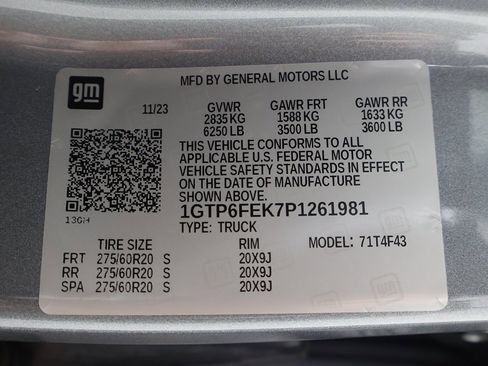 gm
MFD BY GENERAL MOTORS LLC
11/23 GVWR GAWR FRT GAWR RR
2835 KG 1588 KG 1633 KG
6250 LB 3500 LB 3600 LB
THIS VEHICLE CONFORMS TO ALL
APPLICABLE U.S. FEDERAL MOTOR
VEHICLE SAFETY STANDARDS IN EFFECT
ON THE DATE OF MANUFACTURE
SHOWN ABOVE.
1GTP6FEK7P1261981
13GH TYPE: TRUCK
TIRE SIZE RIM MODEL: 71T4F43
FRT 275/60R20 S 20X9J
RR 275/60R20 S 20X9J
SPA 275/60R20 S 20X9J